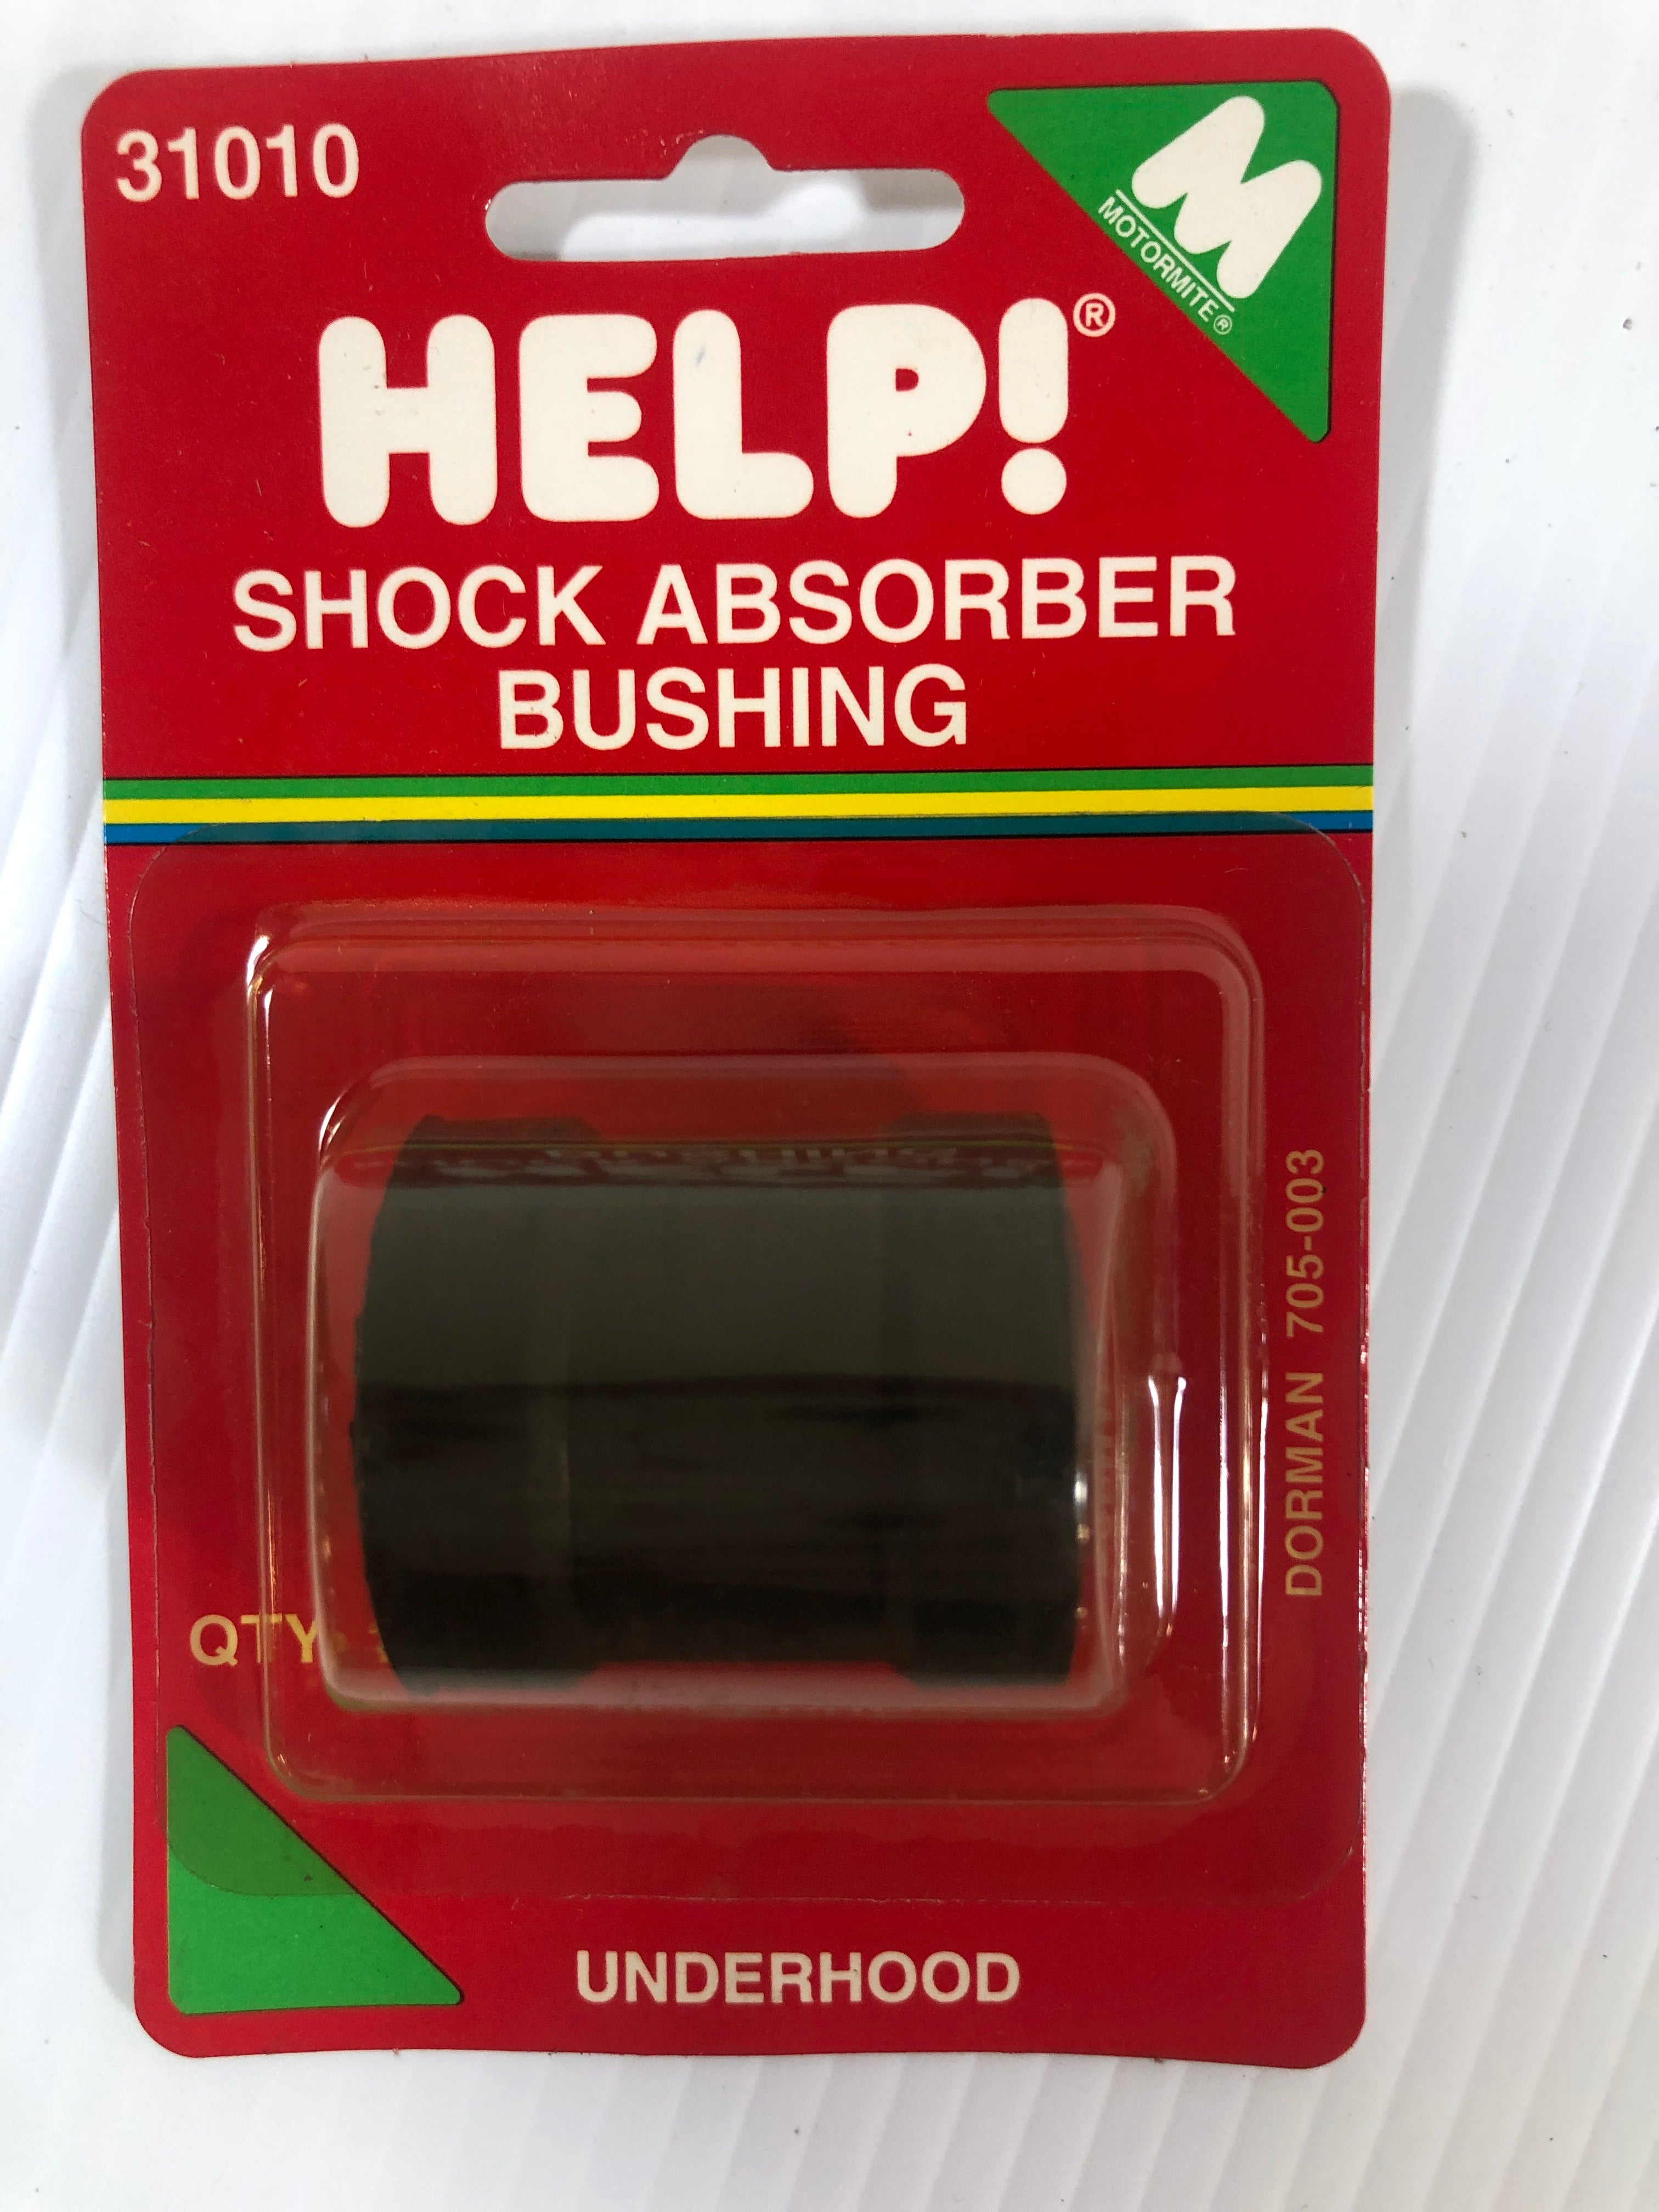 31010
M
MOTORMITE®
HELP!®
SHOCK ABSORBER
BUSHING
DORMAN 705-003
QTY
UNDERHOOD